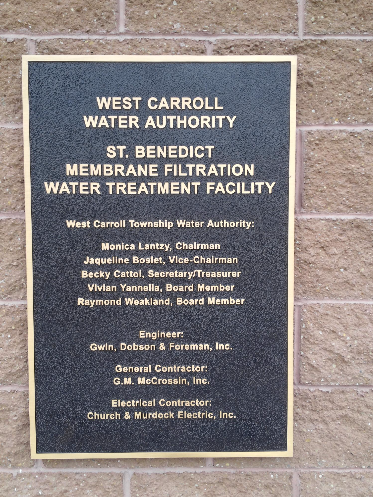 WEST CARROLL
WATER AUTHORITY
ST. BENEDICT
MEMBRANE FILTRATION
WATER TREATMENT FACILITY
West Carroll Township Water Authority:
Monica Lantzy, Chairman
Jaqueline Boslet, Vice-Chairman
Becky Cattoi, Secretary/Treasurer
Vivian Yannella, Board Member
Raymond Weakland, Board Member
Engineer:
Gwin, Dobson & Foreman, Inc.
General Contractor:
G.M. McCrossin, Inc.
Electrical Contractor:
Church & Murdock Electric, Inc.